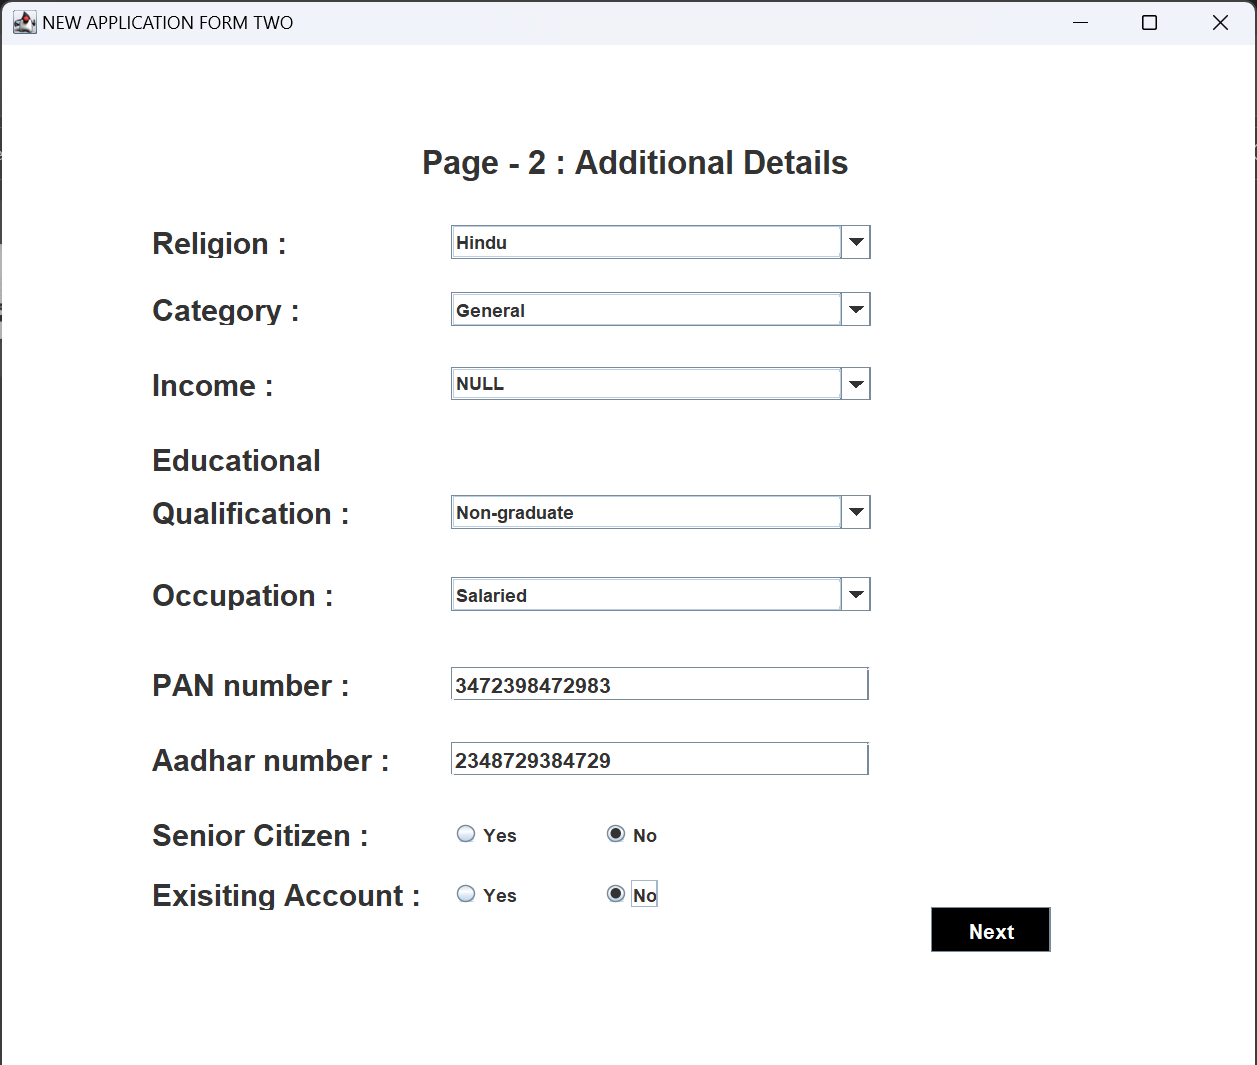 NEW APPLICATION FORM TWO
Page - 2 : Additional Details
Religion : Hindu
Category : General
Income : NULL
Educational
Qualification : Non-graduate
Occupation : Salaried
PAN number : 3472398472983
Aadhar number : 2348729384729
Senior Citizen : Yes No
Exisiting Account : Yes No
Next